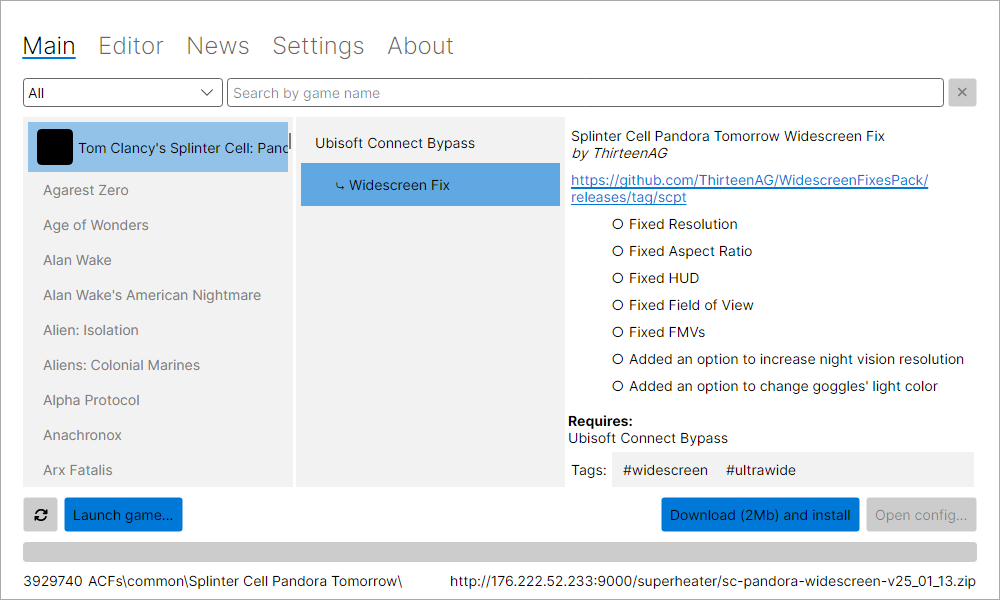 Main Editor News Settings About
All
Search by game name
Tom Clancy's Splinter Cell: Pand
Agarest Zero
Age of Wonders
Alan Wake
Alan Wake's American Nightmare
Alien: Isolation
Aliens: Colonial Marines
Alpha Protocol
Anachronox
Arx Fatalis
Ubisoft Connect Bypass
Widescreen Fix
Splinter Cell Pandora Tomorrow Widescreen Fix
by ThirteenAG
https://github.com/ThirteenAG/WidescreenFixesPack/
releases/tag/scpt
Fixed Resolution
Fixed Aspect Ratio
Fixed HUD
Fixed Field of View
Fixed FMVs
Added an option to increase night vision resolution
Added an option to change goggles' light color
Requires:
Ubisoft Connect Bypass
Tags: #widescreen #ultrawide
Launch game... Download (2Mb) and install Open config...
3929740 ACFs\common\Splinter Cell Pandora Tomorrow\ http://176.222.52.233:9000/superheater/sc-pandora-widescreen-v25_01_13.zip